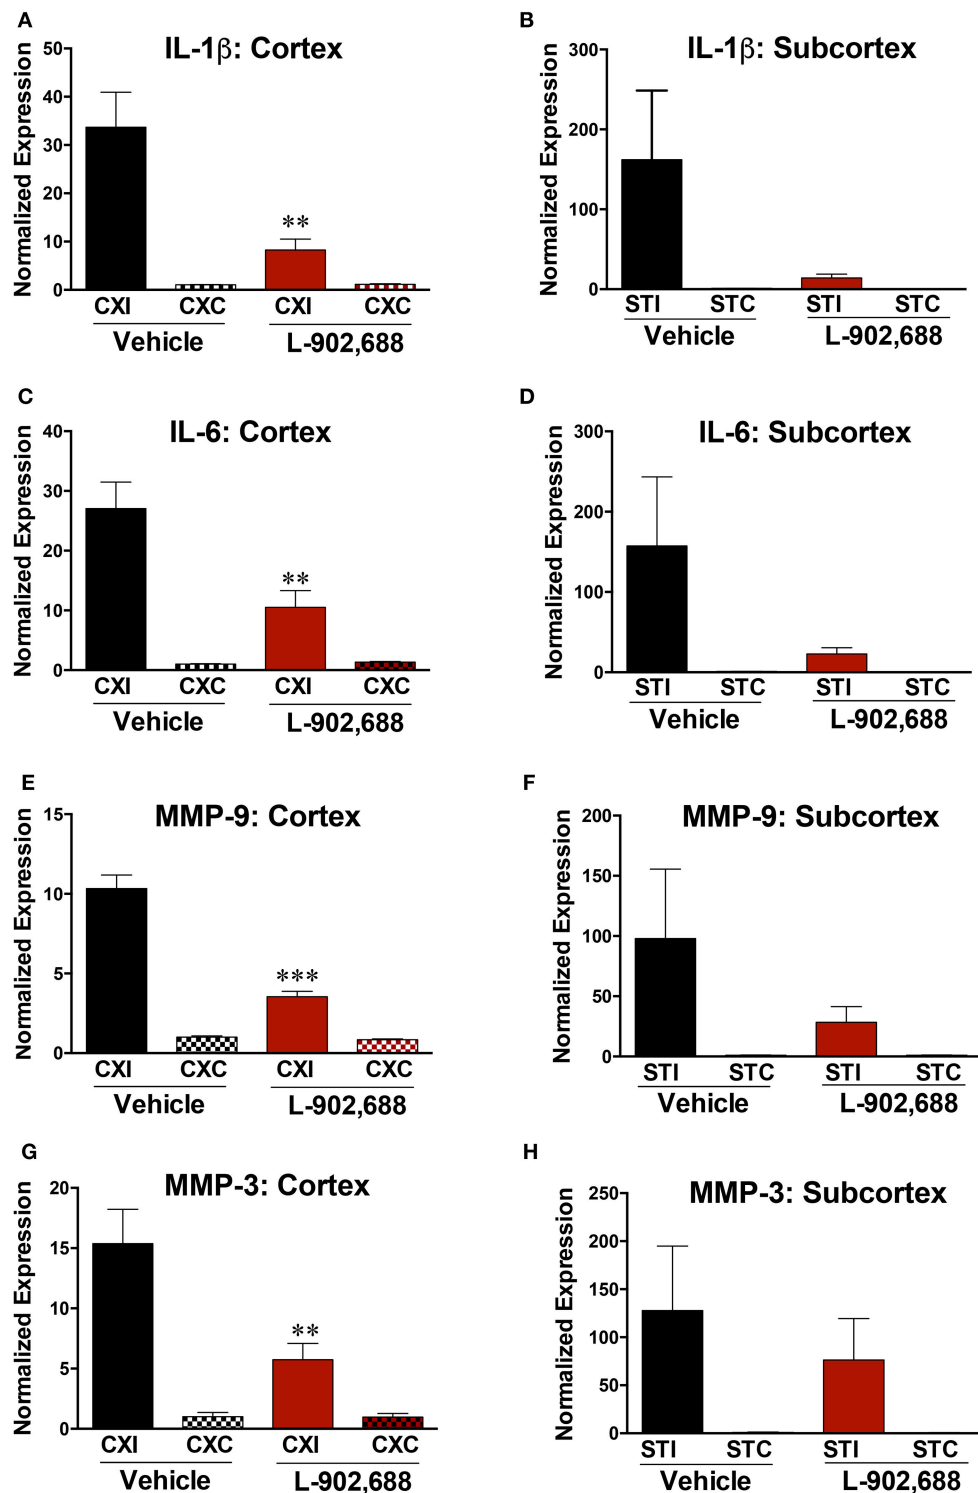 A
IL-1β: Cortex
Normalized Expression
50
40
30
20
10
0
**
CXI CXC CXI CXC
Vehicle L-902,688
B
IL-1β: Subcortex
Normalized Expression
300
200
100
0
STI STC STI STC
Vehicle L-902,688
C
IL-6: Cortex
Normalized Expression
40
30
20
10
0
**
CXI CXC CXI CXC
Vehicle L-902,688
D
IL-6: Subcortex
Normalized Expression
300
200
100
0
STI STC STI STC
Vehicle L-902,688
E
MMP-9: Cortex
Normalized Expression
15
10
5
0
***
CXI CXC CXI CXC
Vehicle L-902,688
F
MMP-9: Subcortex
Normalized Expression
200
150
100
50
0
STI STC STI STC
Vehicle L-902,688
G
MMP-3: Cortex
Normalized Expression
20
15
10
5
0
**
CXI CXC CXI CXC
Vehicle L-902,688
H
MMP-3: Subcortex
Normalized Expression
250
200
150
100
50
0
STI STC STI STC
Vehicle L-902,688